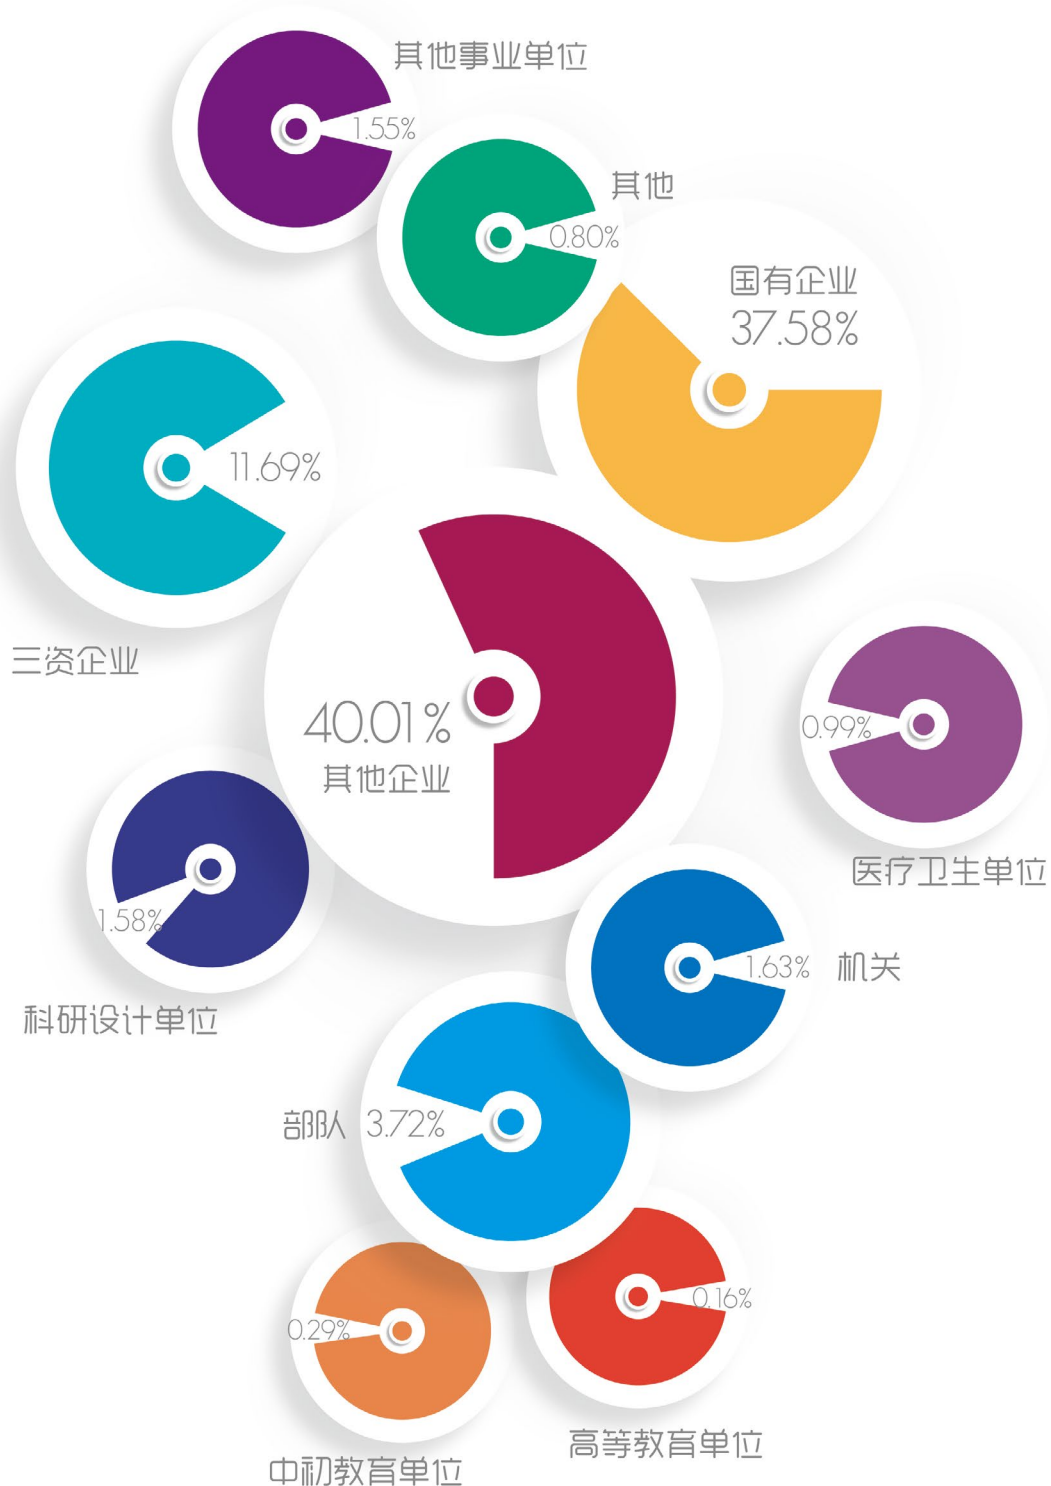 其他事业单位
1.55%
其他
0.80%
国有企业
37.58%
11.69%
三资企业
40.01%
其他企业
0.99%
医疗卫生单位
1.58%
科研设计单位
1.63%
机关
部队
3.72%
0.29%
中初教育单位
0.16%
高等教育单位